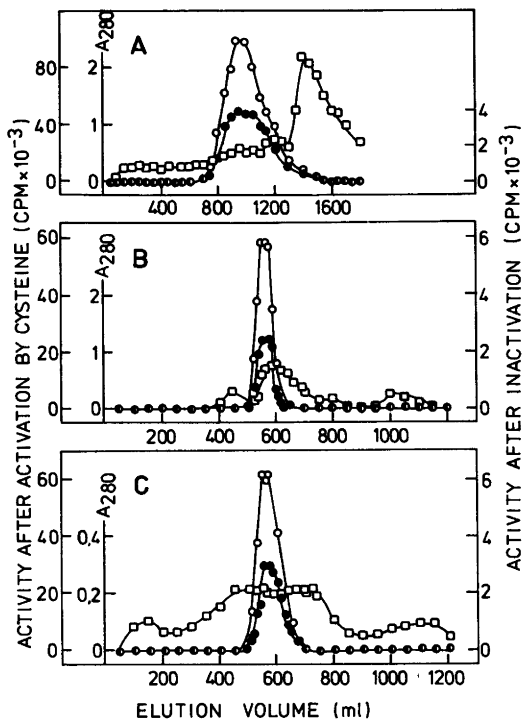 ACTIVITY AFTER ACTIVATION BY CYSTEINE (CPM×10⁻³)
ACTIVITY AFTER INACTIVATION (CPM×10⁻³)
A
A280
80
40
0
2
1
0
4
2
0
400 800 1200 1600
B
A280
60
40
20
0
2
1
0
6
4
2
0
200 400 600 800 1000
C
A280
60
40
20
0
0,4
0,2
0
6
4
2
0
200 400 600 800 1000 1200
ELUTION VOLUME (ml)